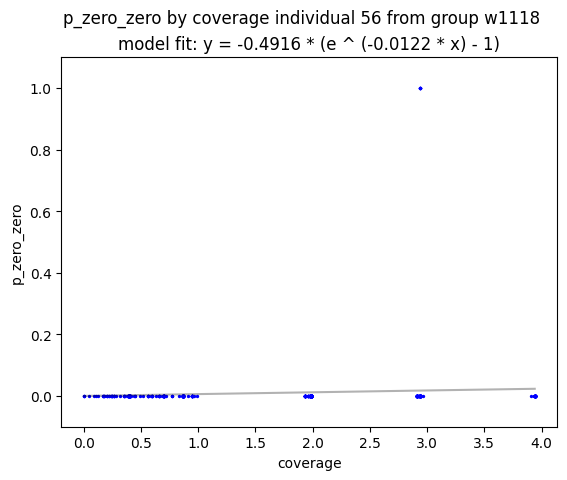 p_zero_zero by coverage individual 56 from group w1118
model fit: y = -0.4916 * (e ^ (-0.0122 * x) - 1)
1.0
0.8
0.6
0.4
0.2
0.0
p_zero_zero
0.0 0.5 1.0 1.5 2.0 2.5 3.0 3.5 4.0
coverage